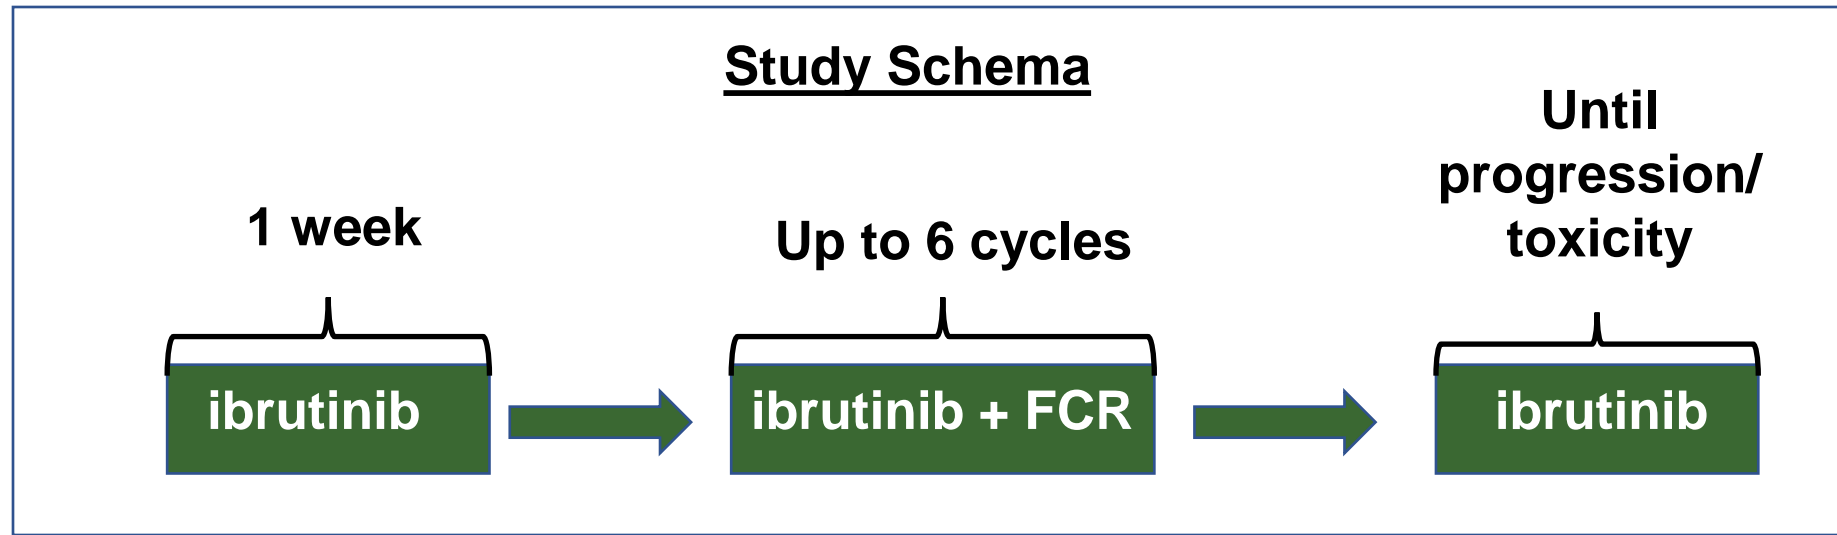 Study Schema
1 week
ibrutinib
Up to 6 cycles
ibrutinib + FCR
Until
progression/
toxicity
ibrutinib